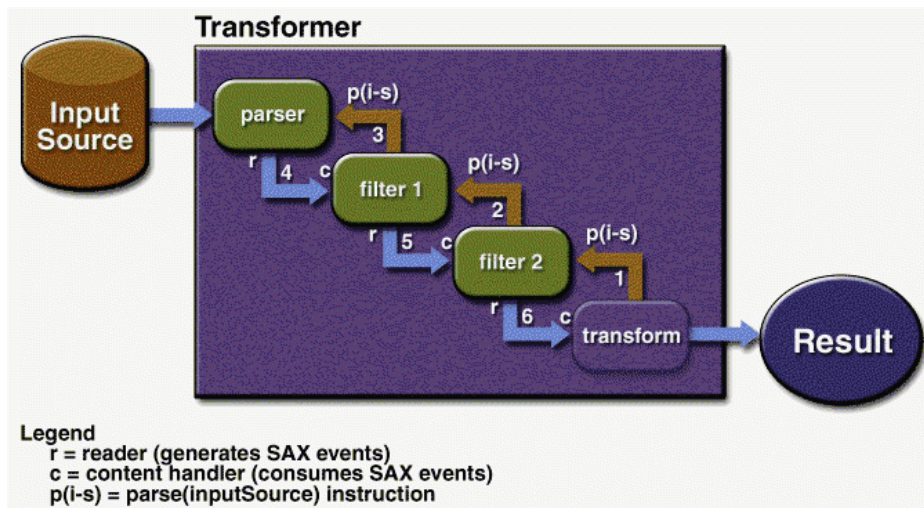 Transformer
Input
Source
parser
p(i-s)
3
r
4
c
filter 1
p(i-s)
2
r
5
c
filter 2
p(i-s)
1
r
6
c
transform
Result
Legend
r = reader (generates SAX events)
c = content handler (consumes SAX events)
p(i-s) = parse(inputSource) instruction